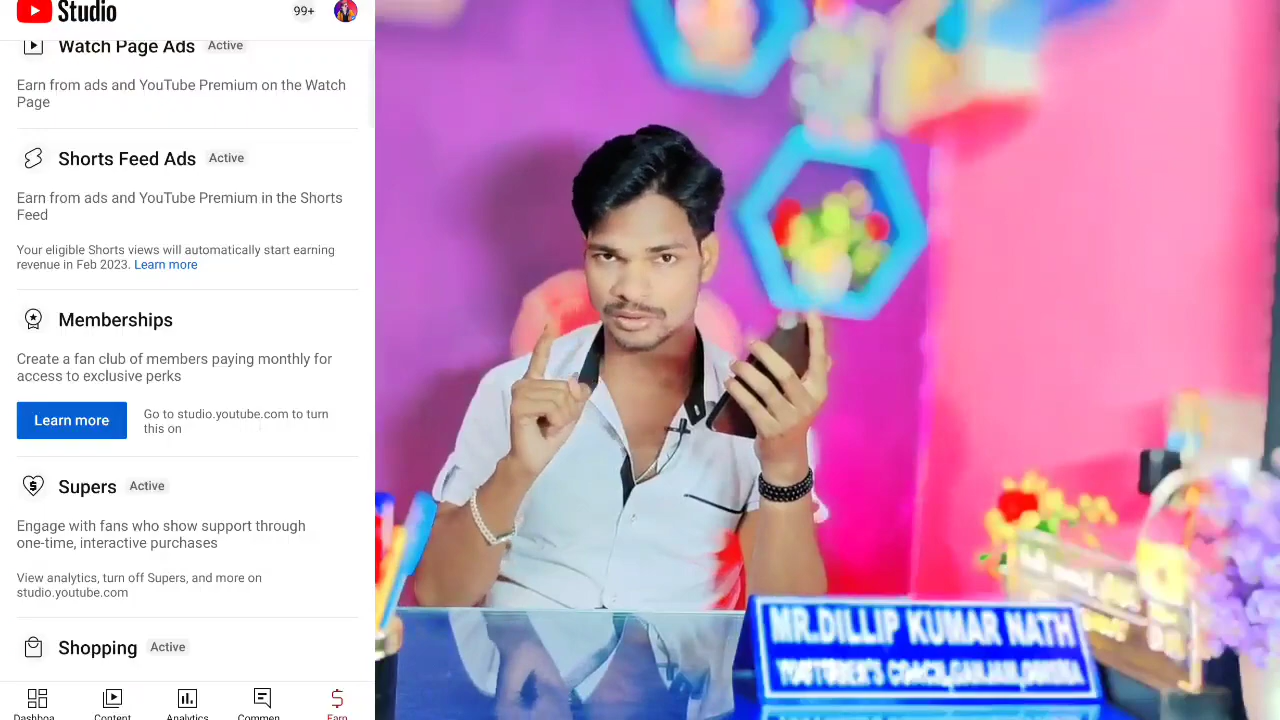 Studio
99+
Watch Page Ads Active
Earn from ads and YouTube Premium on the Watch
Page
Shorts Feed Ads Active
Earn from ads and YouTube Premium in the Shorts
Feed
Your eligible Shorts views will automatically start earning
revenue in Feb 2023. Learn more
Memberships
Create a fan club of members paying monthly for
access to exclusive perks
Learn more
Go to studio.youtube.com to turn
this on
Supers Active
Engage with fans who show support through
one-time, interactive purchases
View analytics, turn off Supers, and more on
studio.youtube.com
Shopping Active
Dashboa
Content
Analytics
Commen
Earn
MR.DILLIP KUMAR NATH
YOUTUBER'S COACH,GANJAM,